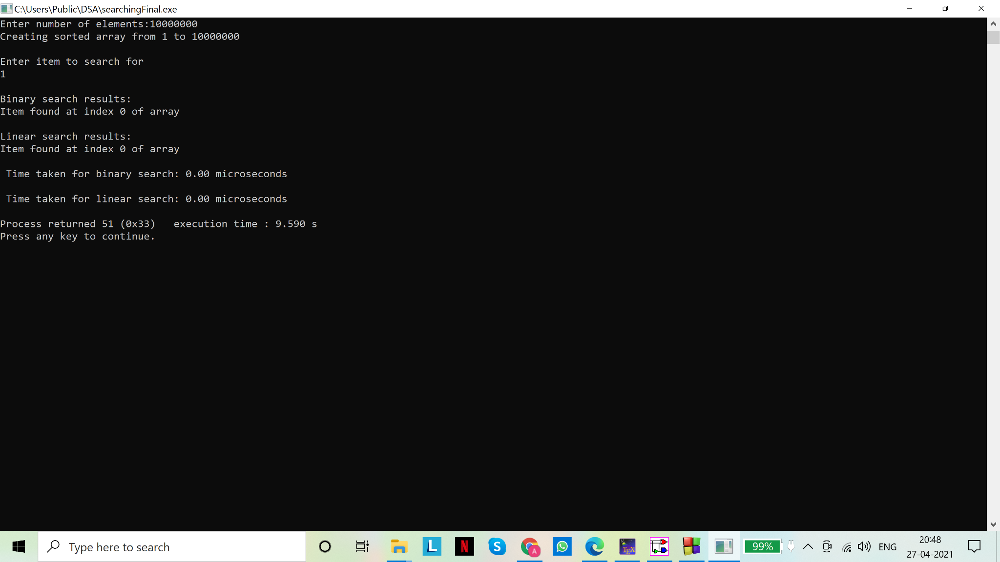 C:\Users\Public\DSA\searchingFinal.exe
Enter number of elements:10000000
Creating sorted array from 1 to 10000000
Enter item to search for
1
Binary search results:
Item found at index 0 of array
Linear search results:
Item found at index 0 of array
Time taken for binary search: 0.00 microseconds
Time taken for linear search: 0.00 microseconds
Process returned 51 (0x33)   execution time : 9.590 s
Press any key to continue.
Type here to search
L
N
S
A
TEX
99%
ENG
20:48
27-04-2021